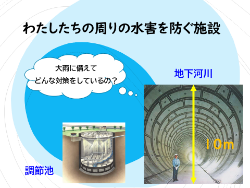 わたしたちの周りの水害を防ぐ施設
大雨に備えて
どんな対策をしているの?
地下河川
10m
調節池